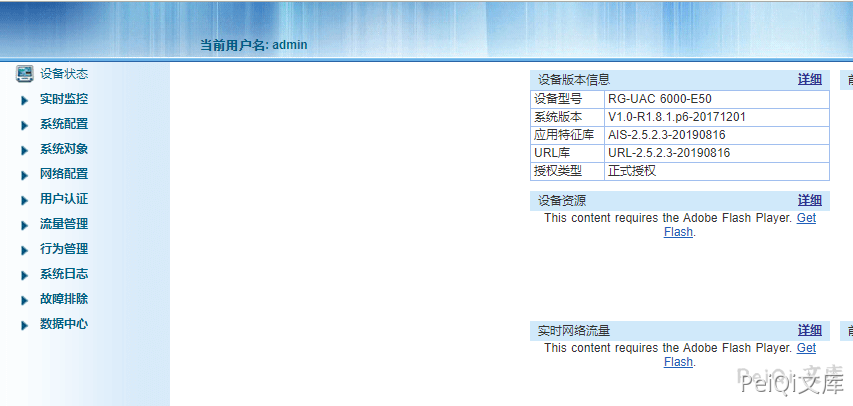 当前用户名: admin
设备状态
实时监控
系统配置
系统对象
网络配置
用户认证
流量管理
行为管理
系统日志
故障排除
数据中心
设备版本信息 详细
设备型号 RG-UAC 6000-E50
系统版本 V1.0-R1.8.1.p6-20171201
应用特征库 AIS-2.5.2.3-20190816
URL库 URL-2.5.2.3-20190816
授权类型 正式授权
设备资源 详细
This content requires the Adobe Flash Player. Get
Flash.
实时网络流量 详细
This content requires the Adobe Flash Player. Get
Flash.
PeiQi 文库
PeiQi文库